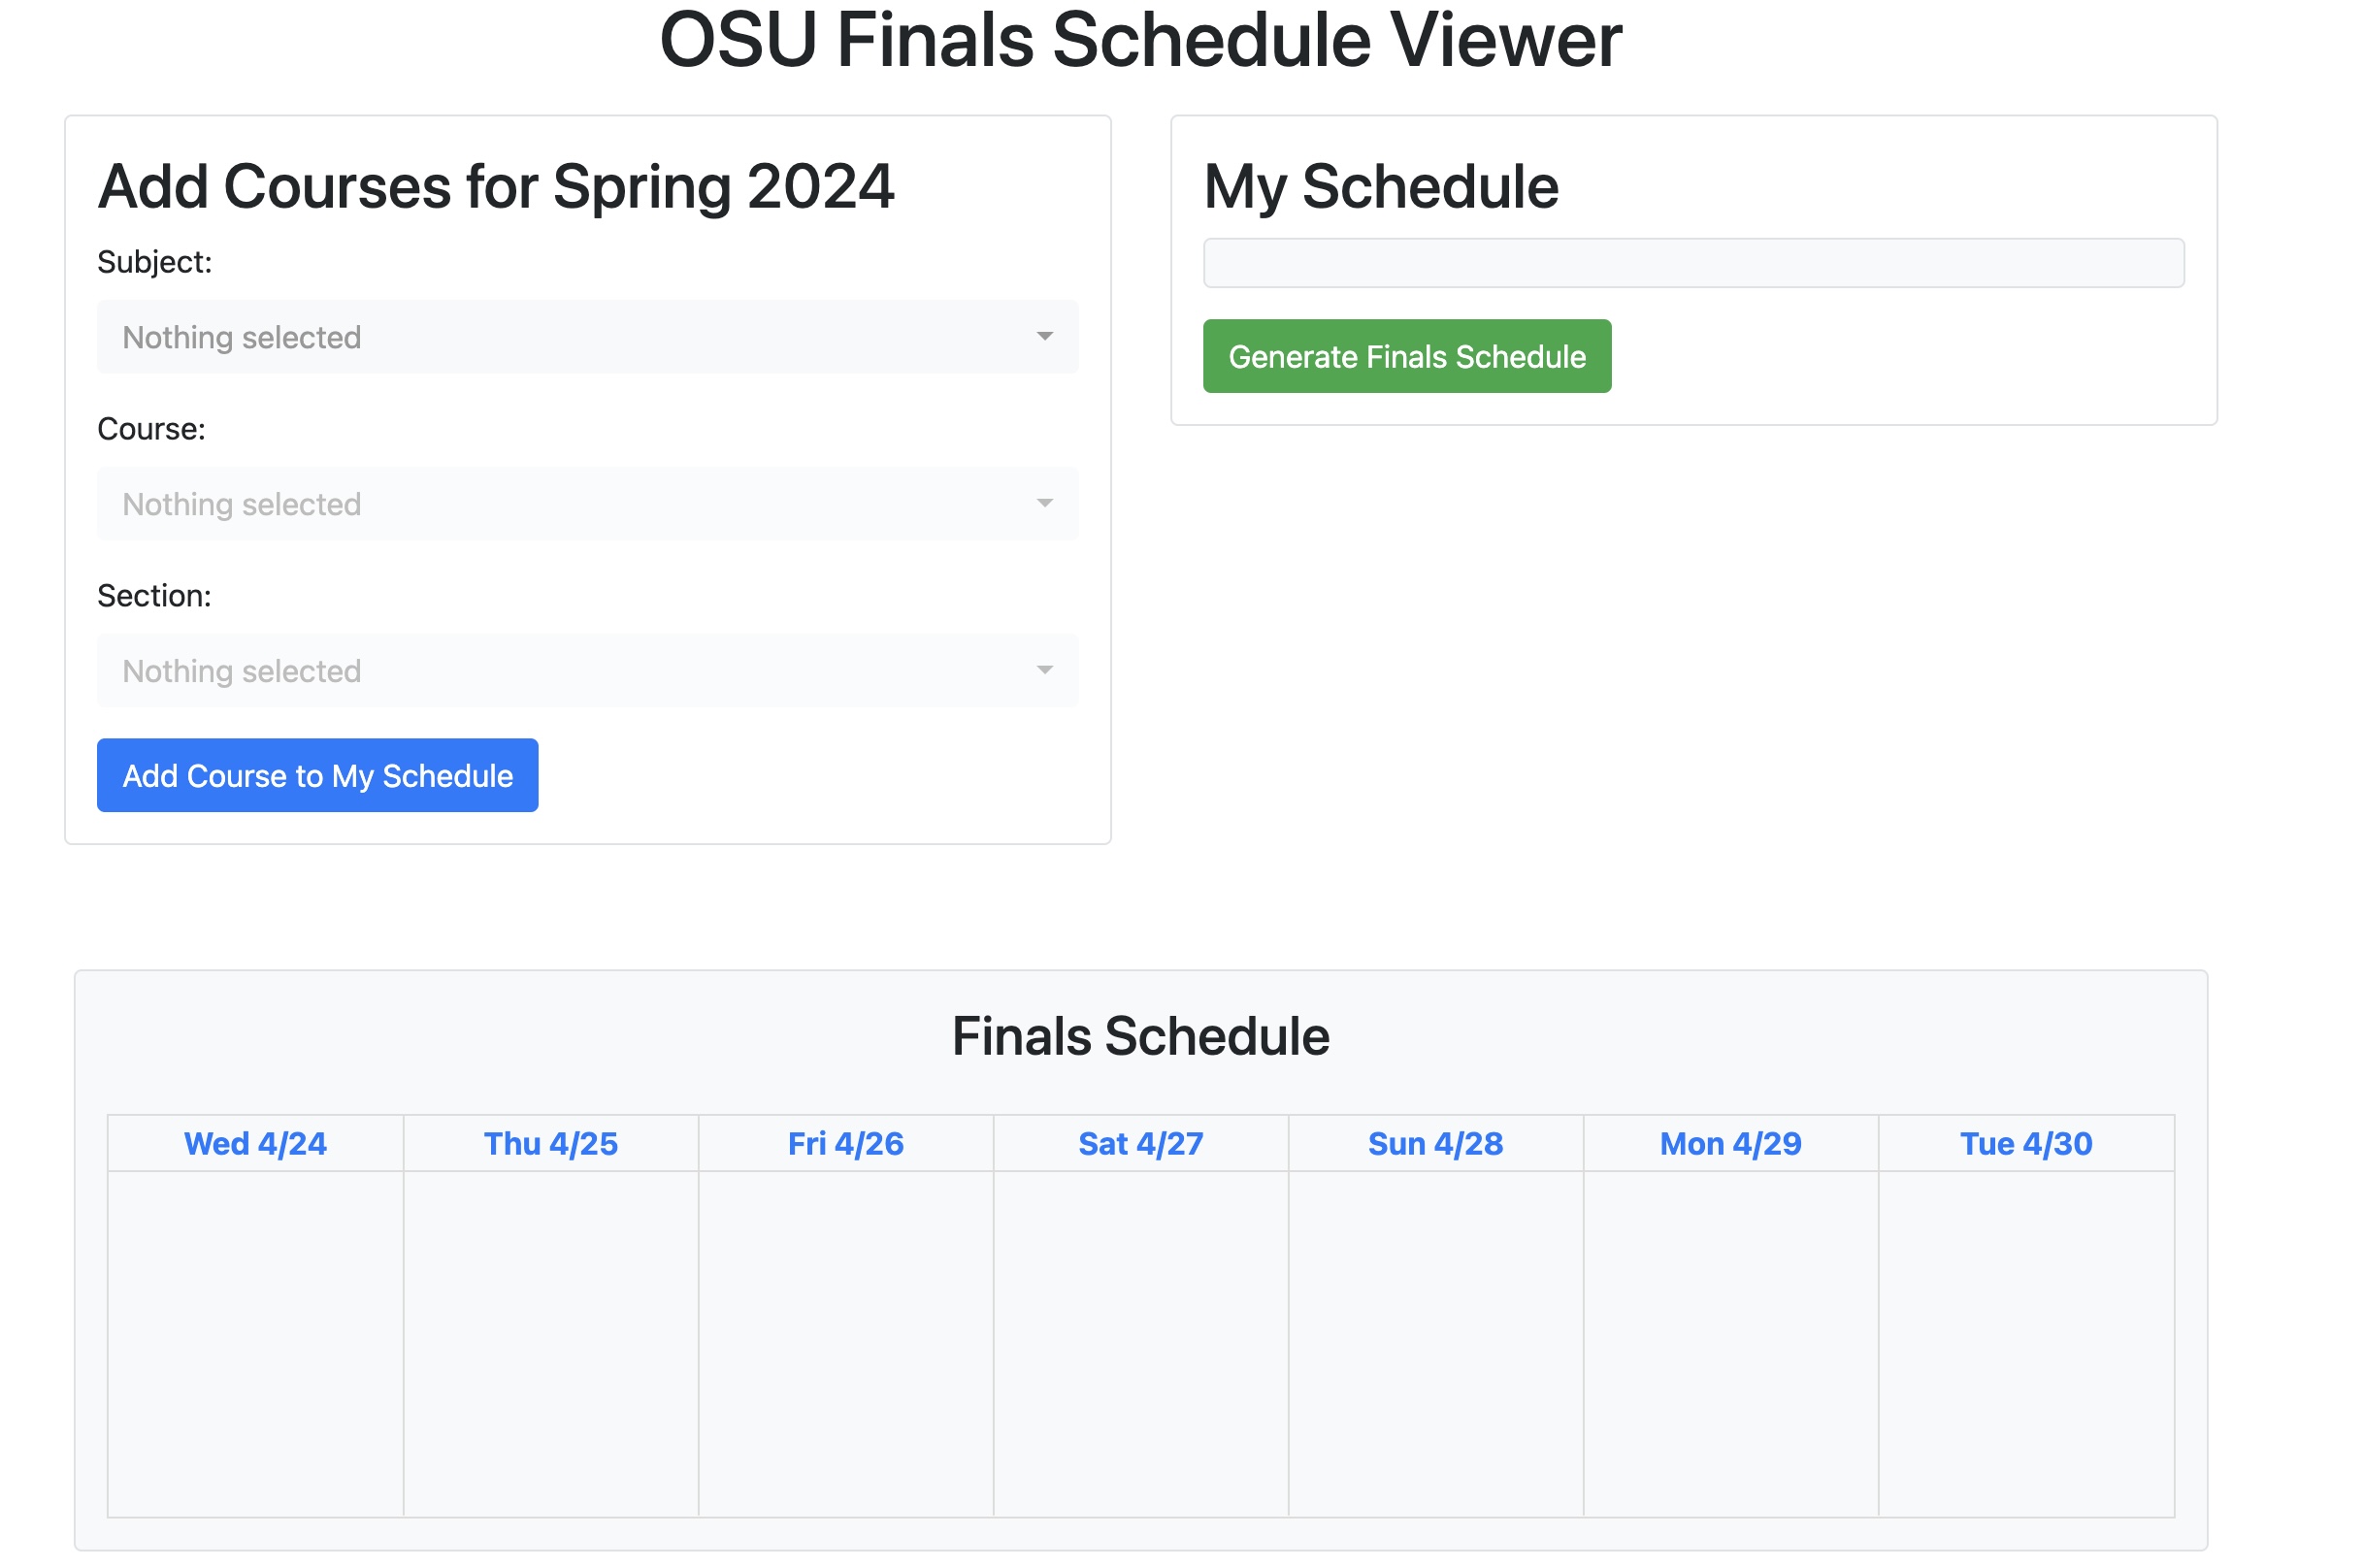 OSU Finals Schedule Viewer
Add Courses for Spring 2024
Subject:
Nothing selected
Course:
Nothing selected
Section:
Nothing selected
Add Course to My Schedule
My Schedule
Generate Finals Schedule
Finals Schedule
Wed 4/24 Thu 4/25 Fri 4/26 Sat 4/27 Sun 4/28 Mon 4/29 Tue 4/30